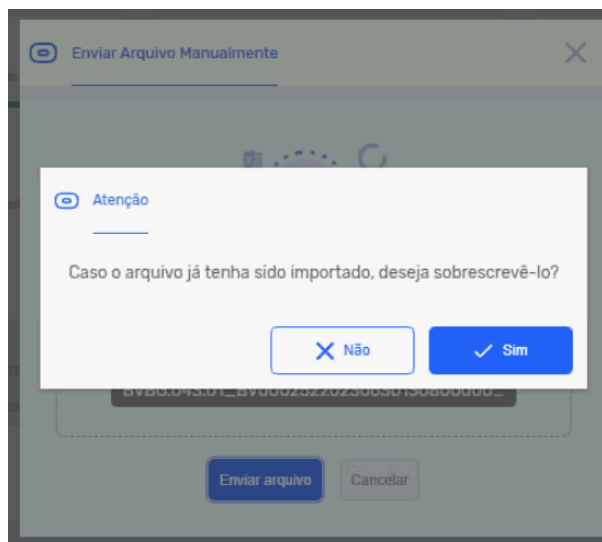 Enviar Arquivo Manualmente
Atenção
Caso o arquivo já tenha sido importado, deseja sobrescrevê-lo?
Não
Sim
Enviar arquivo
Cancelar